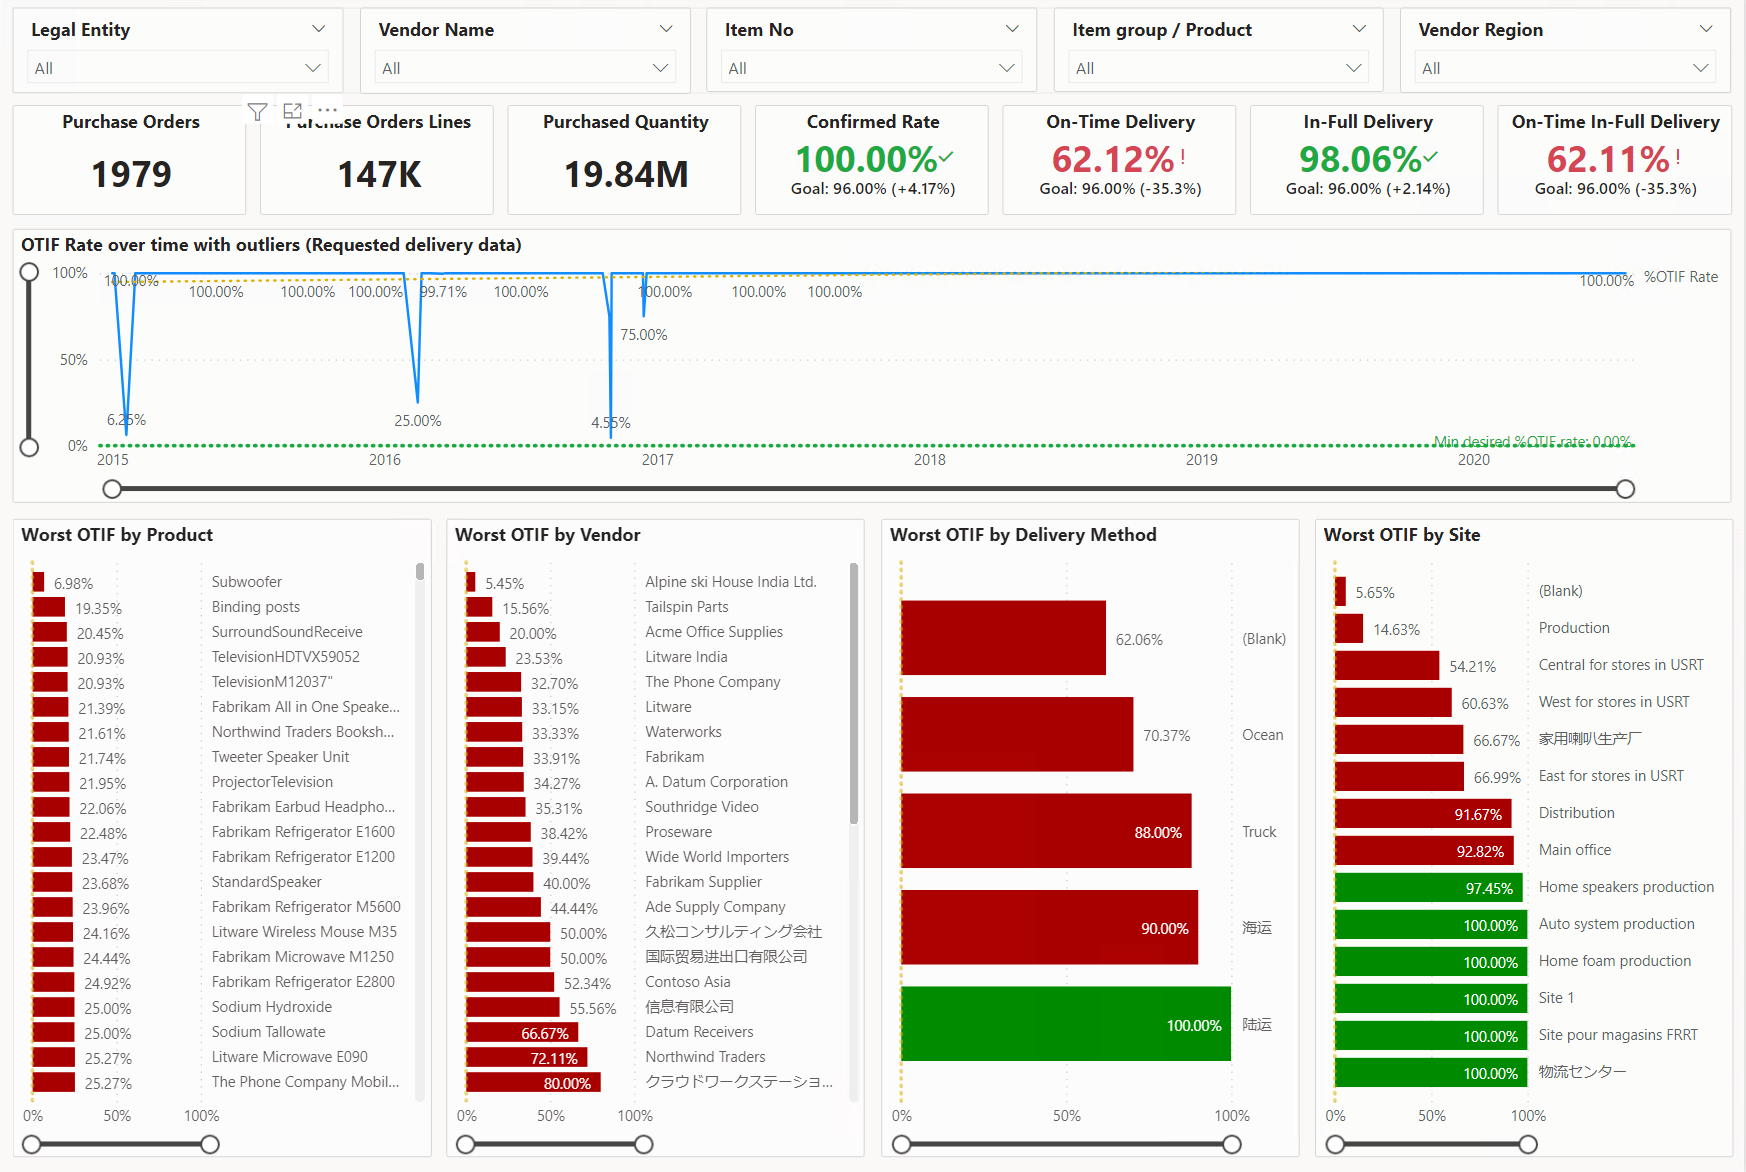 Legal Entity
All
Vendor Name
All
Item No
All
Item group / Product
All
Vendor Region
All
Purchase Orders
1979
Purchase Orders Lines
147K
Purchased Quantity
19.84M
Confirmed Rate
100.00%
Goal: 96.00% (+4.17%)
On-Time Delivery
62.12% !
Goal: 96.00% (-35.3%)
In-Full Delivery
98.06%
Goal: 96.00% (+2.14%)
On-Time In-Full Delivery
62.11% !
Goal: 96.00% (-35.3%)
OTIF Rate over time with outliers (Requested delivery data)
100%
50%
0%
100.00%
100.00%
100.00%
100.00%
99.71%
100.00%
100.00%
100.00%
100.00%
100.00%
%OTIF Rate
75.00%
6.25%
25.00%
4.55%
Min desired %OTIF rate: 0.00%
2015
2016
2017
2018
2019
2020
Worst OTIF by Product
6.98% Subwoofer
19.35% Binding posts
20.45% SurroundSoundReceive
20.93% TelevisionHDTVX59052
20.93% TelevisionM12037"
21.39% Fabrikam All in One Speake...
21.61% Northwind Traders Booksh...
21.74% Tweeter Speaker Unit
21.95% ProjectorTelevision
22.06% Fabrikam Earbud Headpho...
22.48% Fabrikam Refrigerator E1600
23.47% Fabrikam Refrigerator E1200
23.68% StandardSpeaker
23.96% Fabrikam Refrigerator M5600
24.16% Litware Wireless Mouse M35
24.44% Fabrikam Microwave M1250
24.92% Fabrikam Refrigerator E2800
25.00% Sodium Hydroxide
25.00% Sodium Tallowate
25.27% Litware Microwave E090
25.27% The Phone Company Mobil...
0% 50% 100%
Worst OTIF by Vendor
5.45% Alpine ski House India Ltd.
15.56% Tailspin Parts
20.00% Acme Office Supplies
23.53% Litware India
32.70% The Phone Company
33.15% Litware
33.33% Waterworks
33.91% Fabrikam
34.27% A. Datum Corporation
35.31% Southridge Video
38.42% Proseware
39.44% Wide World Importers
40.00% Fabrikam Supplier
44.44% Ade Supply Company
50.00% 久松コンサルティング会社
50.00% 国际贸易进出口有限公司
52.34% Contoso Asia
55.56% 信息有限公司
66.67% Datum Receivers
72.11% Northwind Traders
80.00% クラウドワークステーショ...
0% 50% 100%
Worst OTIF by Delivery Method
62.06% (Blank)
70.37% Ocean
88.00% Truck
90.00% 海运
100.00% 陆运
0% 50% 100%
Worst OTIF by Site
5.65% (Blank)
14.63% Production
54.21% Central for stores in USRT
60.63% West for stores in USRT
66.67% 家用喇叭生产厂
66.99% East for stores in USRT
91.67% Distribution
92.82% Main office
97.45% Home speakers production
100.00% Auto system production
100.00% Home foam production
100.00% Site 1
100.00% Site pour magasins FRRT
100.00% 物流センター
0% 50% 100%